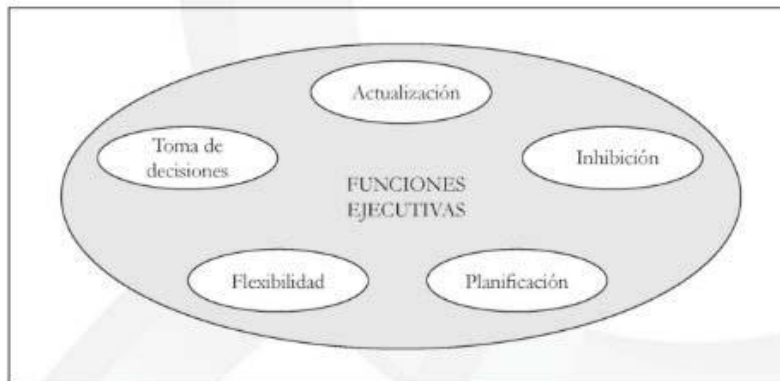 Actualización
Toma de
decisiones
Inhibición
FUNCIONES
EJECUTIVAS
Flexibilidad
Planificación